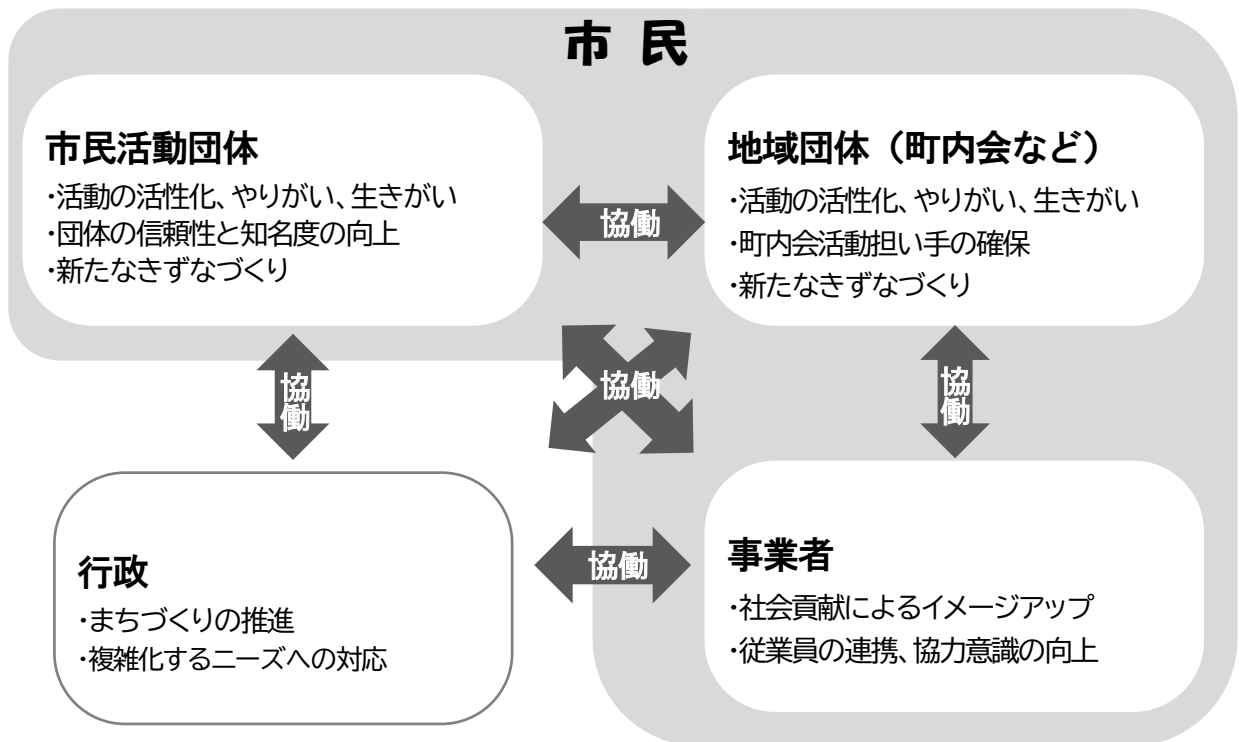 市 民
市民活動団体
・活動の活性化、やりがい、生きがい
・団体の信頼性と知名度の向上
・新たなきずなづくり
協働
地域団体（町内会など）
・活動の活性化、やりがい、生きがい
・町内会活動担い手の確保
・新たなきずなづくり
協働
協働
協働
行政
・まちづくりの推進
・複雑化するニーズへの対応
協働
事業者
・社会貢献によるイメージアップ
・従業員の連携、協力意識の向上